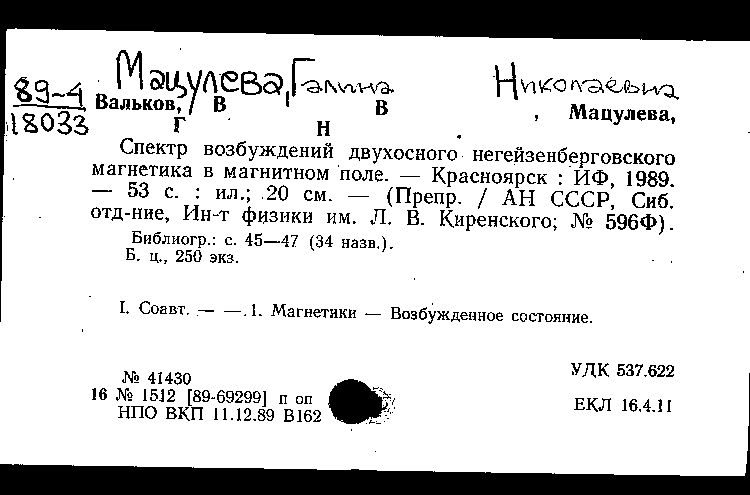 Мацулева, Галина Николаевна
89-4
18033
Вальков, В В , Мацулева,
Г Н
Спектр возбуждений двухосного негейзенберговского
магнетика в магнитном поле. — Красноярск : ИФ, 1989.
— 53 с. : ил.; 20 см. — (Препр. / АН СССР, Сиб.
отд-ние, Ин-т физики им. Л. В. Киренского; № 596Ф).
Библиогр.: с. 45—47 (34 назв.).
Б. ц., 250 экз.
I. Соавт. — —.1. Магнетики — Возбужденное состояние.
УДК 537.622
№ 41430
16 № 1512 [89-69299] п оп
ЕКЛ 16.4.11
НПО ВКП 11.12.89 В162